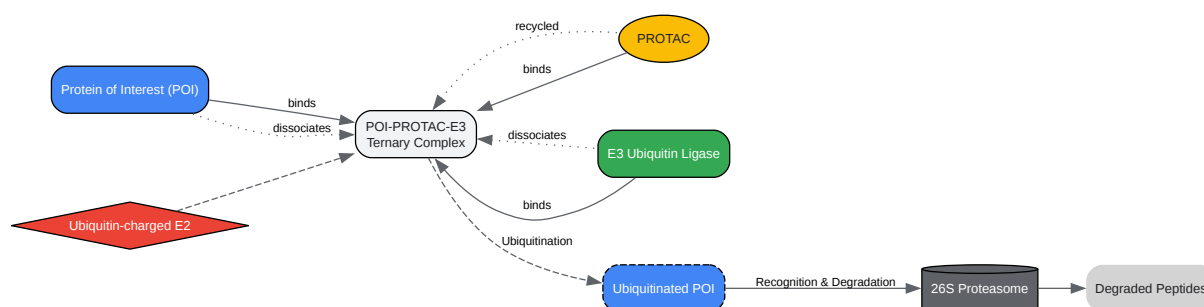 recycled
PROTAC
binds
Protein of Interest (POI)
binds
dissociates
POI-PROTAC-E3
Ternary Complex
dissociates
E3 Ubiquitin Ligase
binds
Ubiquitin-charged E2
Ubiquitination
Ubiquitinated POI
Recognition & Degradation
26S Proteasome
Degraded Peptides